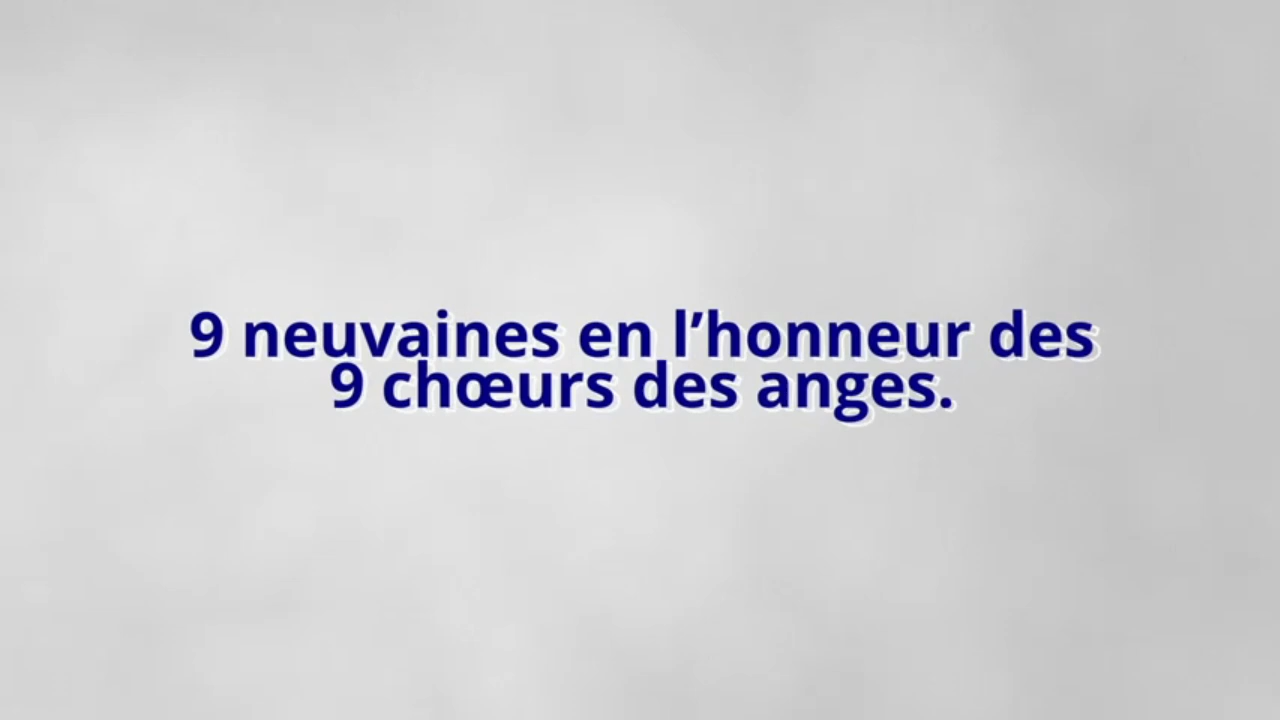 9 neuvaines en l’honneur des
9 chœurs des anges.